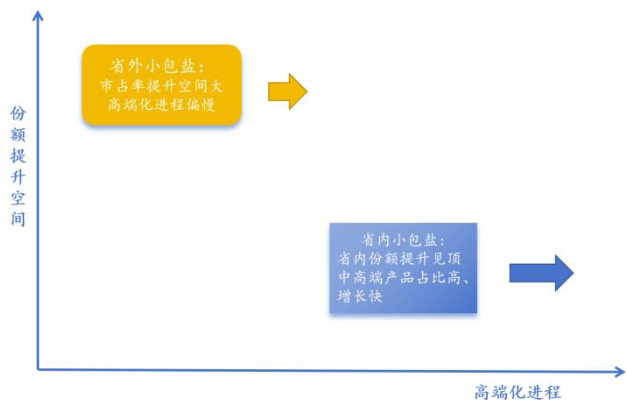 省外小包盐：
市占率提升空间大
高端化进程偏慢
份额提升空间
省内小包盐：
省内份额提升见顶
中高端产品占比高、
增长快
高端化进程